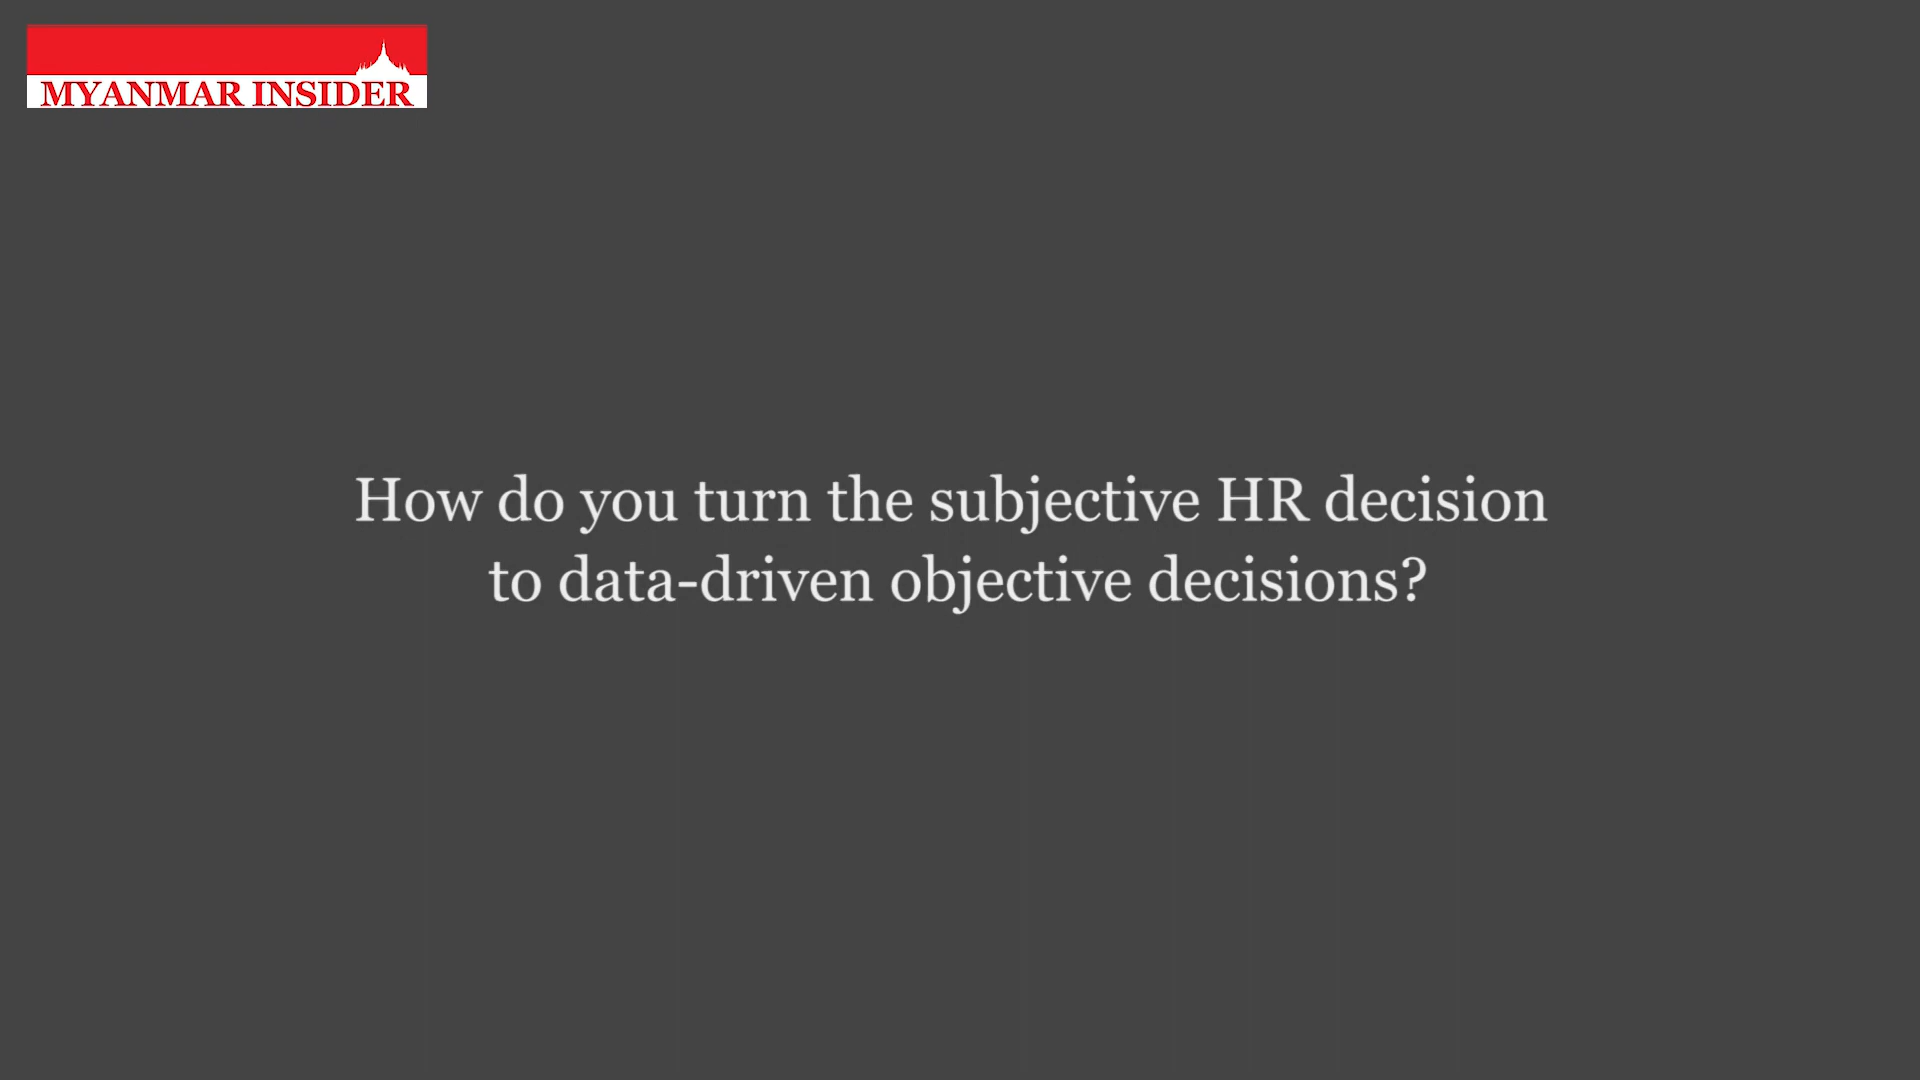 MYANMAR INSIDER
How do you turn the subjective HR decision
to data-driven objective decisions?